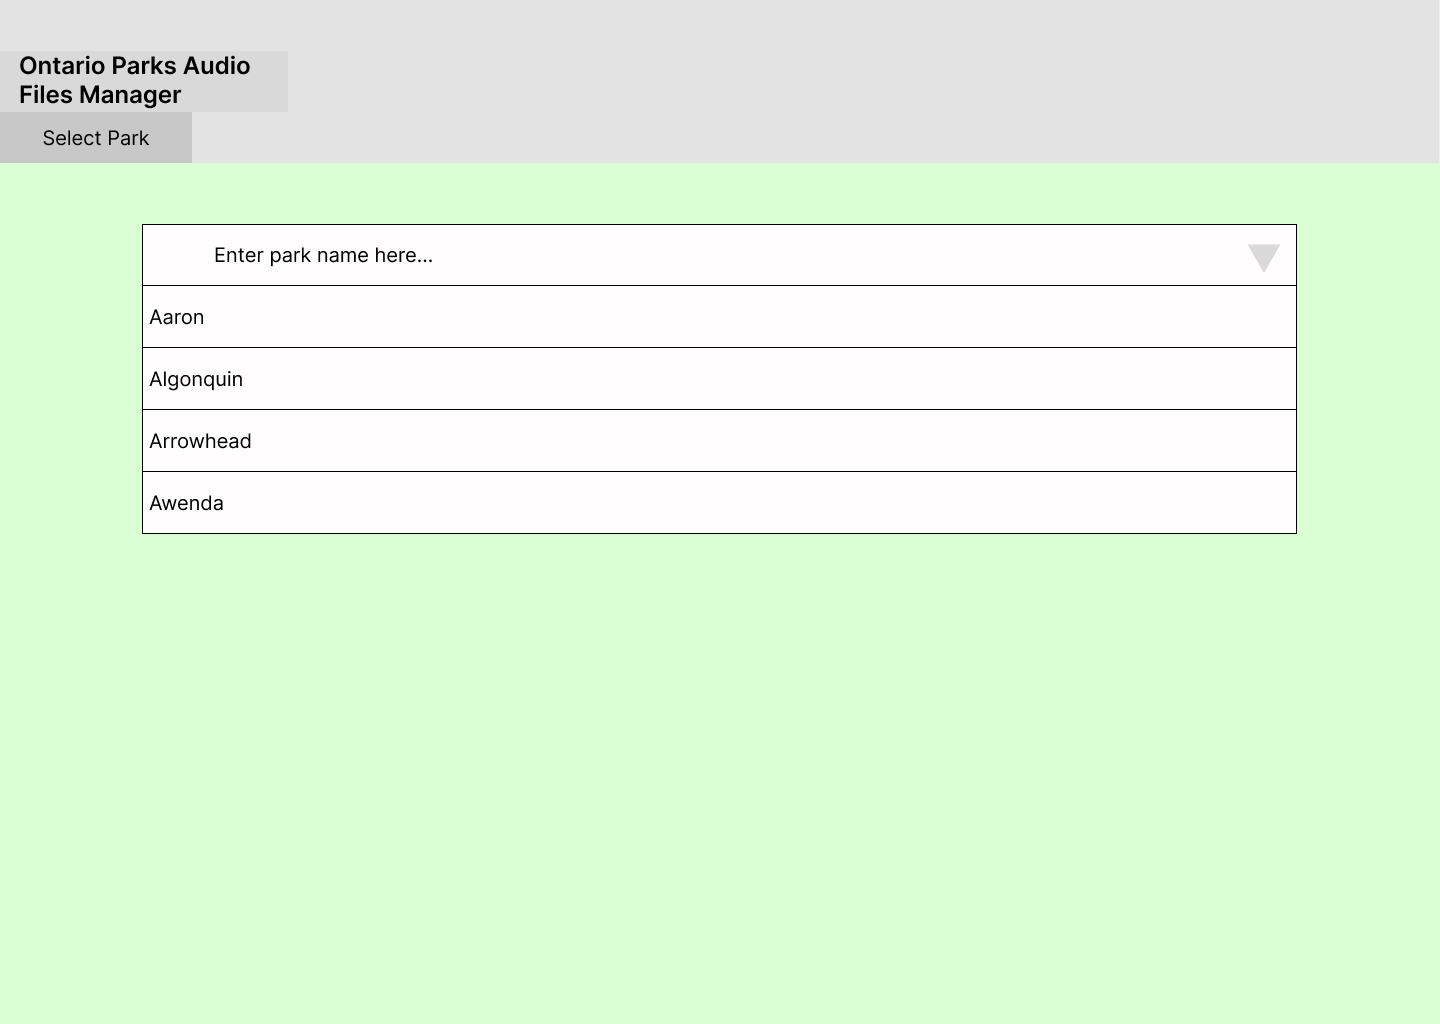 Ontario Parks Audio
Files Manager
Select Park
Enter park name here...
Aaron
Algonquin
Arrowhead
Awenda